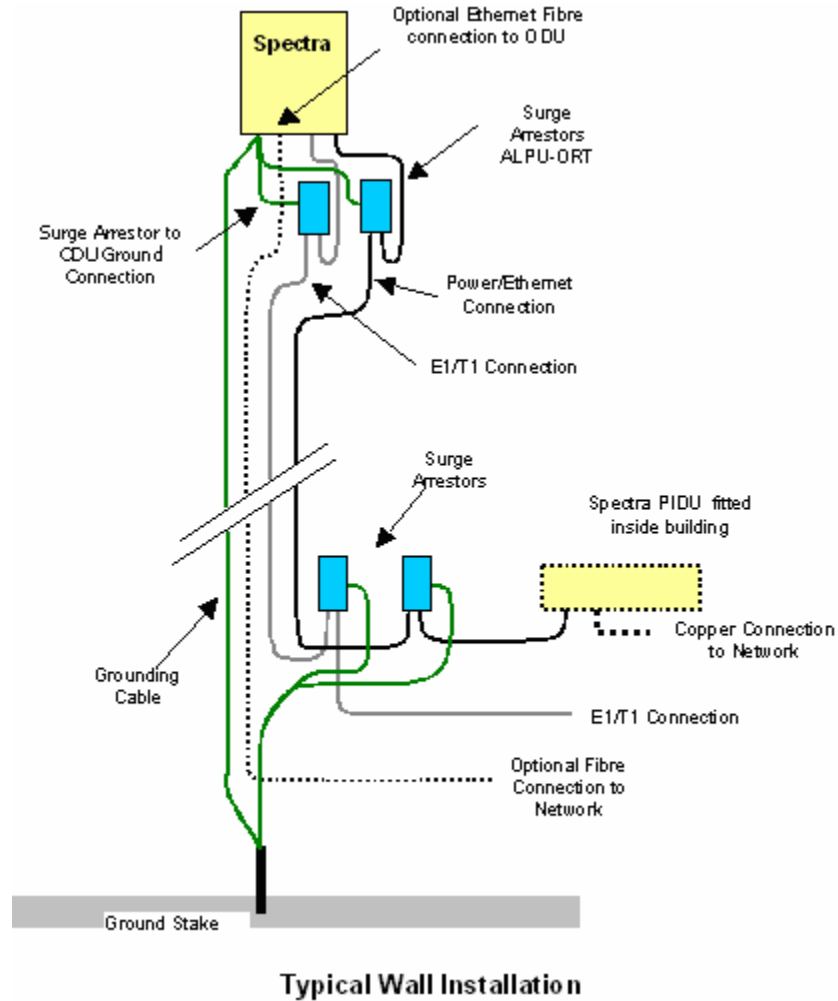 Optional Ethernet Fibre
connection to ODU
Spectra
Surge
Arrestors
ALPU-ORT
Surge Arrestor to
ODU Ground
Connection
Power/Ethernet
Connection
E1/T1 Connection
Surge
Arrestors
Spectra PIDU fitted
inside building
Copper Connection
to Network
Grounding
Cable
E1/T1 Connection
Optional Fibre
Connection to
Network
Ground Stake
Typical Wall Installation